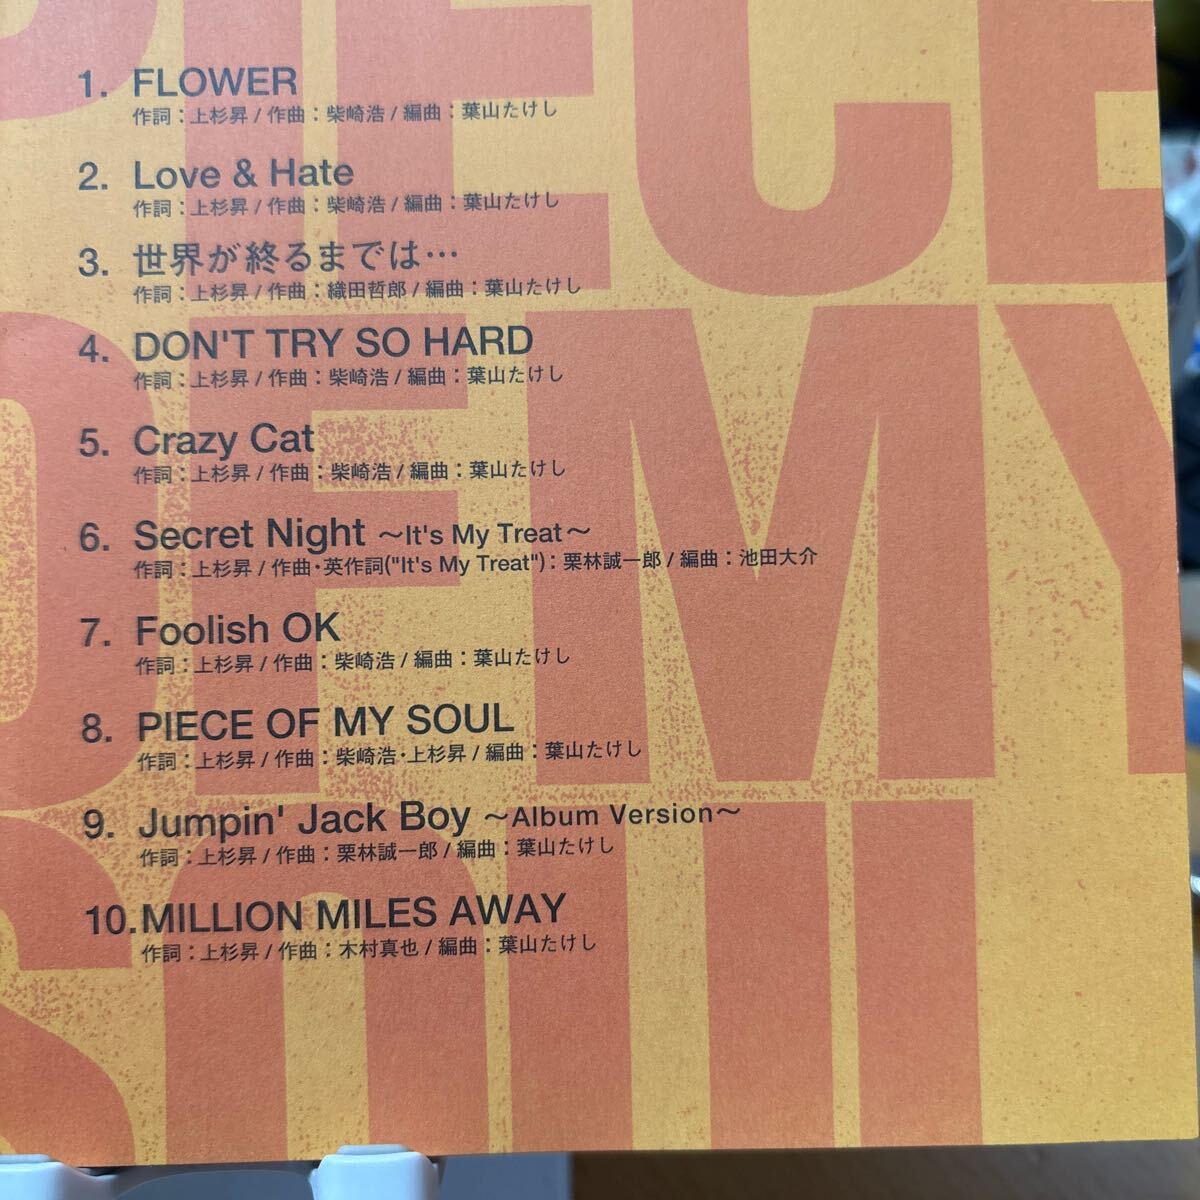 PIECE
OF MY
SOUL
1. FLOWER
作詞：上杉昇 / 作曲：柴崎浩 / 編曲：葉山たけし
2. Love & Hate
作詞：上杉昇 / 作曲：柴崎浩 / 編曲：葉山たけし
3. 世界が終るまでは…
作詞：上杉昇 / 作曲：織田哲郎 / 編曲：葉山たけし
4. DON'T TRY SO HARD
作詞：上杉昇 / 作曲：柴崎浩 / 編曲：葉山たけし
5. Crazy Cat
作詞：上杉昇 / 作曲：柴崎浩 / 編曲：葉山たけし
6. Secret Night 〜It's My Treat〜
作詞：上杉昇 / 作曲・英作詞("It's My Treat")：栗林誠一郎 / 編曲：池田大介
7. Foolish OK
作詞：上杉昇 / 作曲：柴崎浩 / 編曲：葉山たけし
8. PIECE OF MY SOUL
作詞：上杉昇 / 作曲：柴崎浩・上杉昇 / 編曲：葉山たけし
9. Jumpin' Jack Boy 〜Album Version〜
作詞：上杉昇 / 作曲：栗林誠一郎 / 編曲：葉山たけし
10. MILLION MILES AWAY
作詞：上杉昇 / 作曲：木村真也 / 編曲：葉山たけし